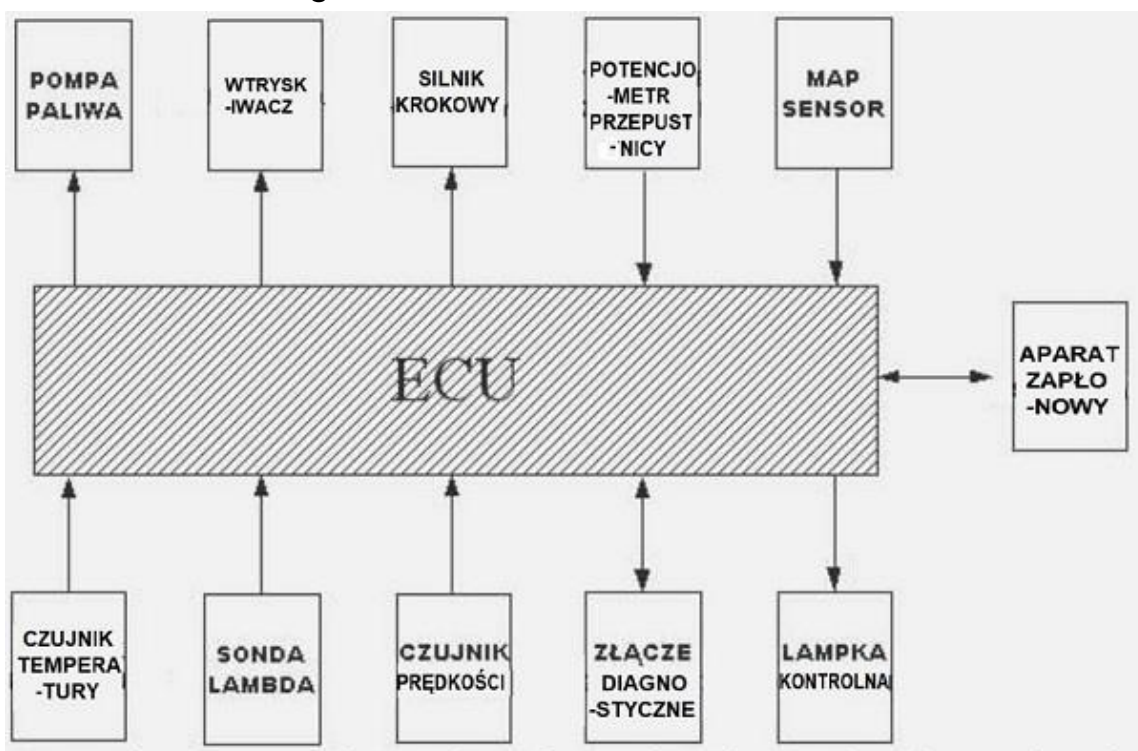 POMPA
PALIWA
WTRYSK
-IWACZ
SILNIK
KROKOWY
POTENCJO
-METR
PRZEPUST
-NICY
MAP
SENSOR
ECU
APARAT
ZAPŁO
-NOWY
CZUJNIK
TEMPERA
-TURY
SONDA
LAMBDA
CZUJNIK
PRĘDKOŚCI
ZŁĄCZE
DIAGNO
-STYCZNE
LAMPKA
KONTROLNA